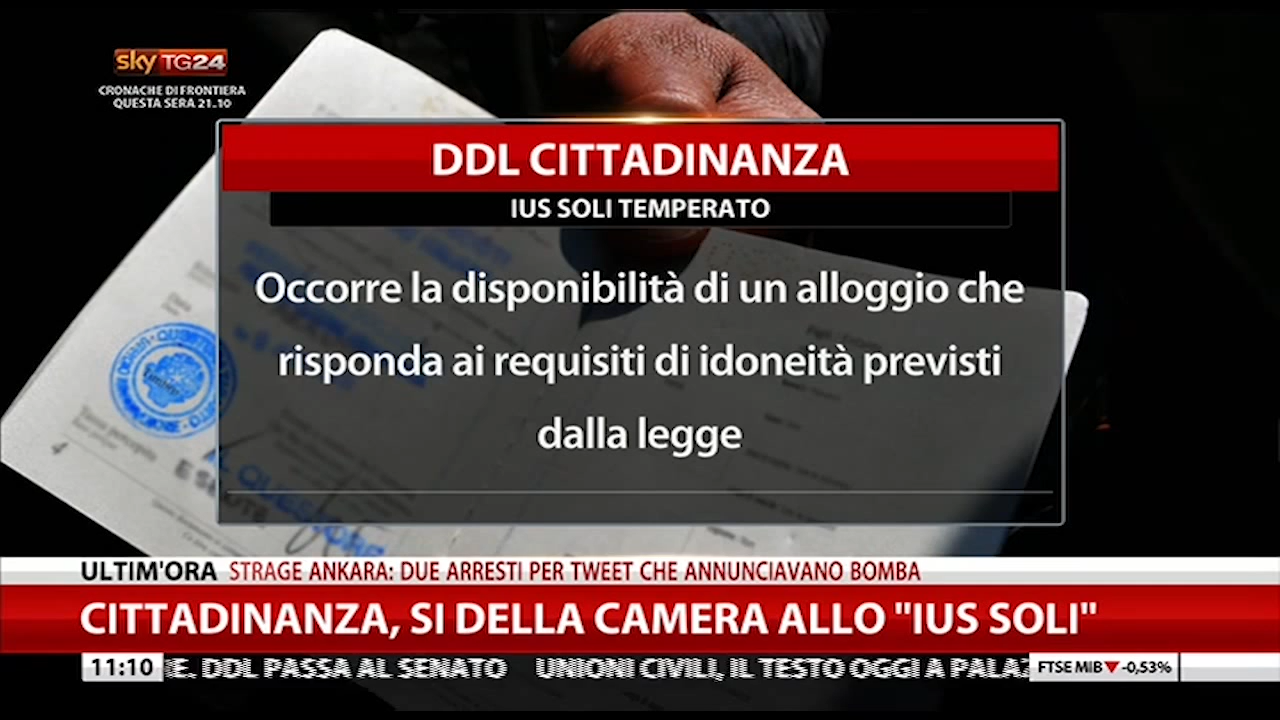 sky TG24
CRONACHE DI FRONTIERA
QUESTA SERA 21.10
DDL CITTADINANZA
IUS SOLI TEMPERATO
Occorre la disponibilità di un alloggio che
risponda ai requisiti di idoneità previsti
dalla legge
4
AL QUESTORE
ULTIM'ORA STRAGE ANKARA: DUE ARRESTI PER TWEET CHE ANNUNCIAVANO BOMBA
CITTADINANZA, SI DELLA CAMERA ALLO "IUS SOLI"
11:10 DDL PASSA AL SENATO UNIONI CIVILI, IL TESTO OGGI A FTSE MIB -0,53%